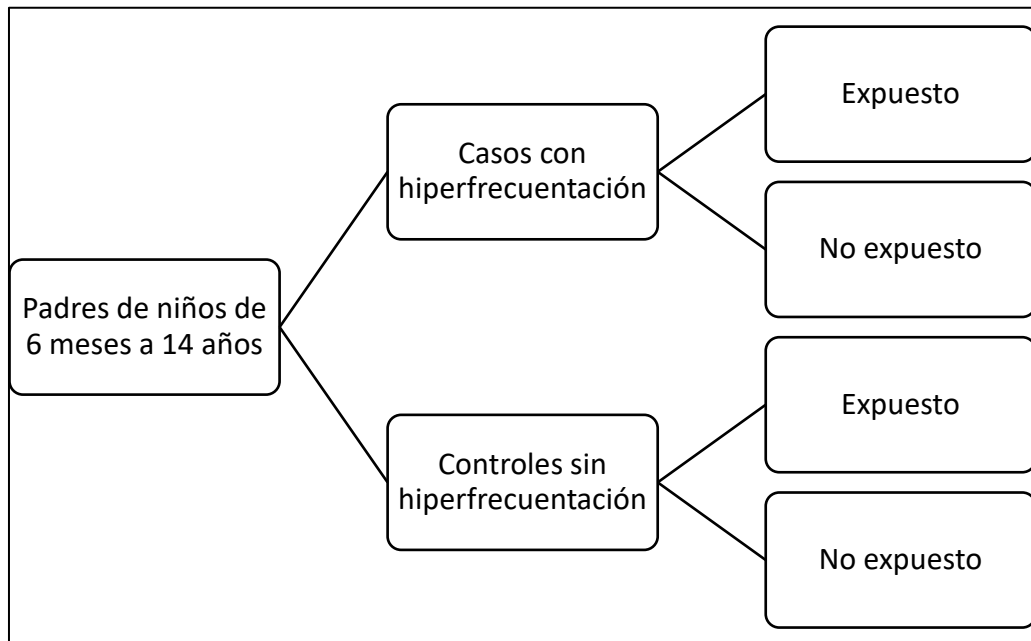 Padres de niños de
6 meses a 14 años
Casos con
hiperfrecuentación
Expuesto
No expuesto
Controles sin
hiperfrecuentación
Expuesto
No expuesto